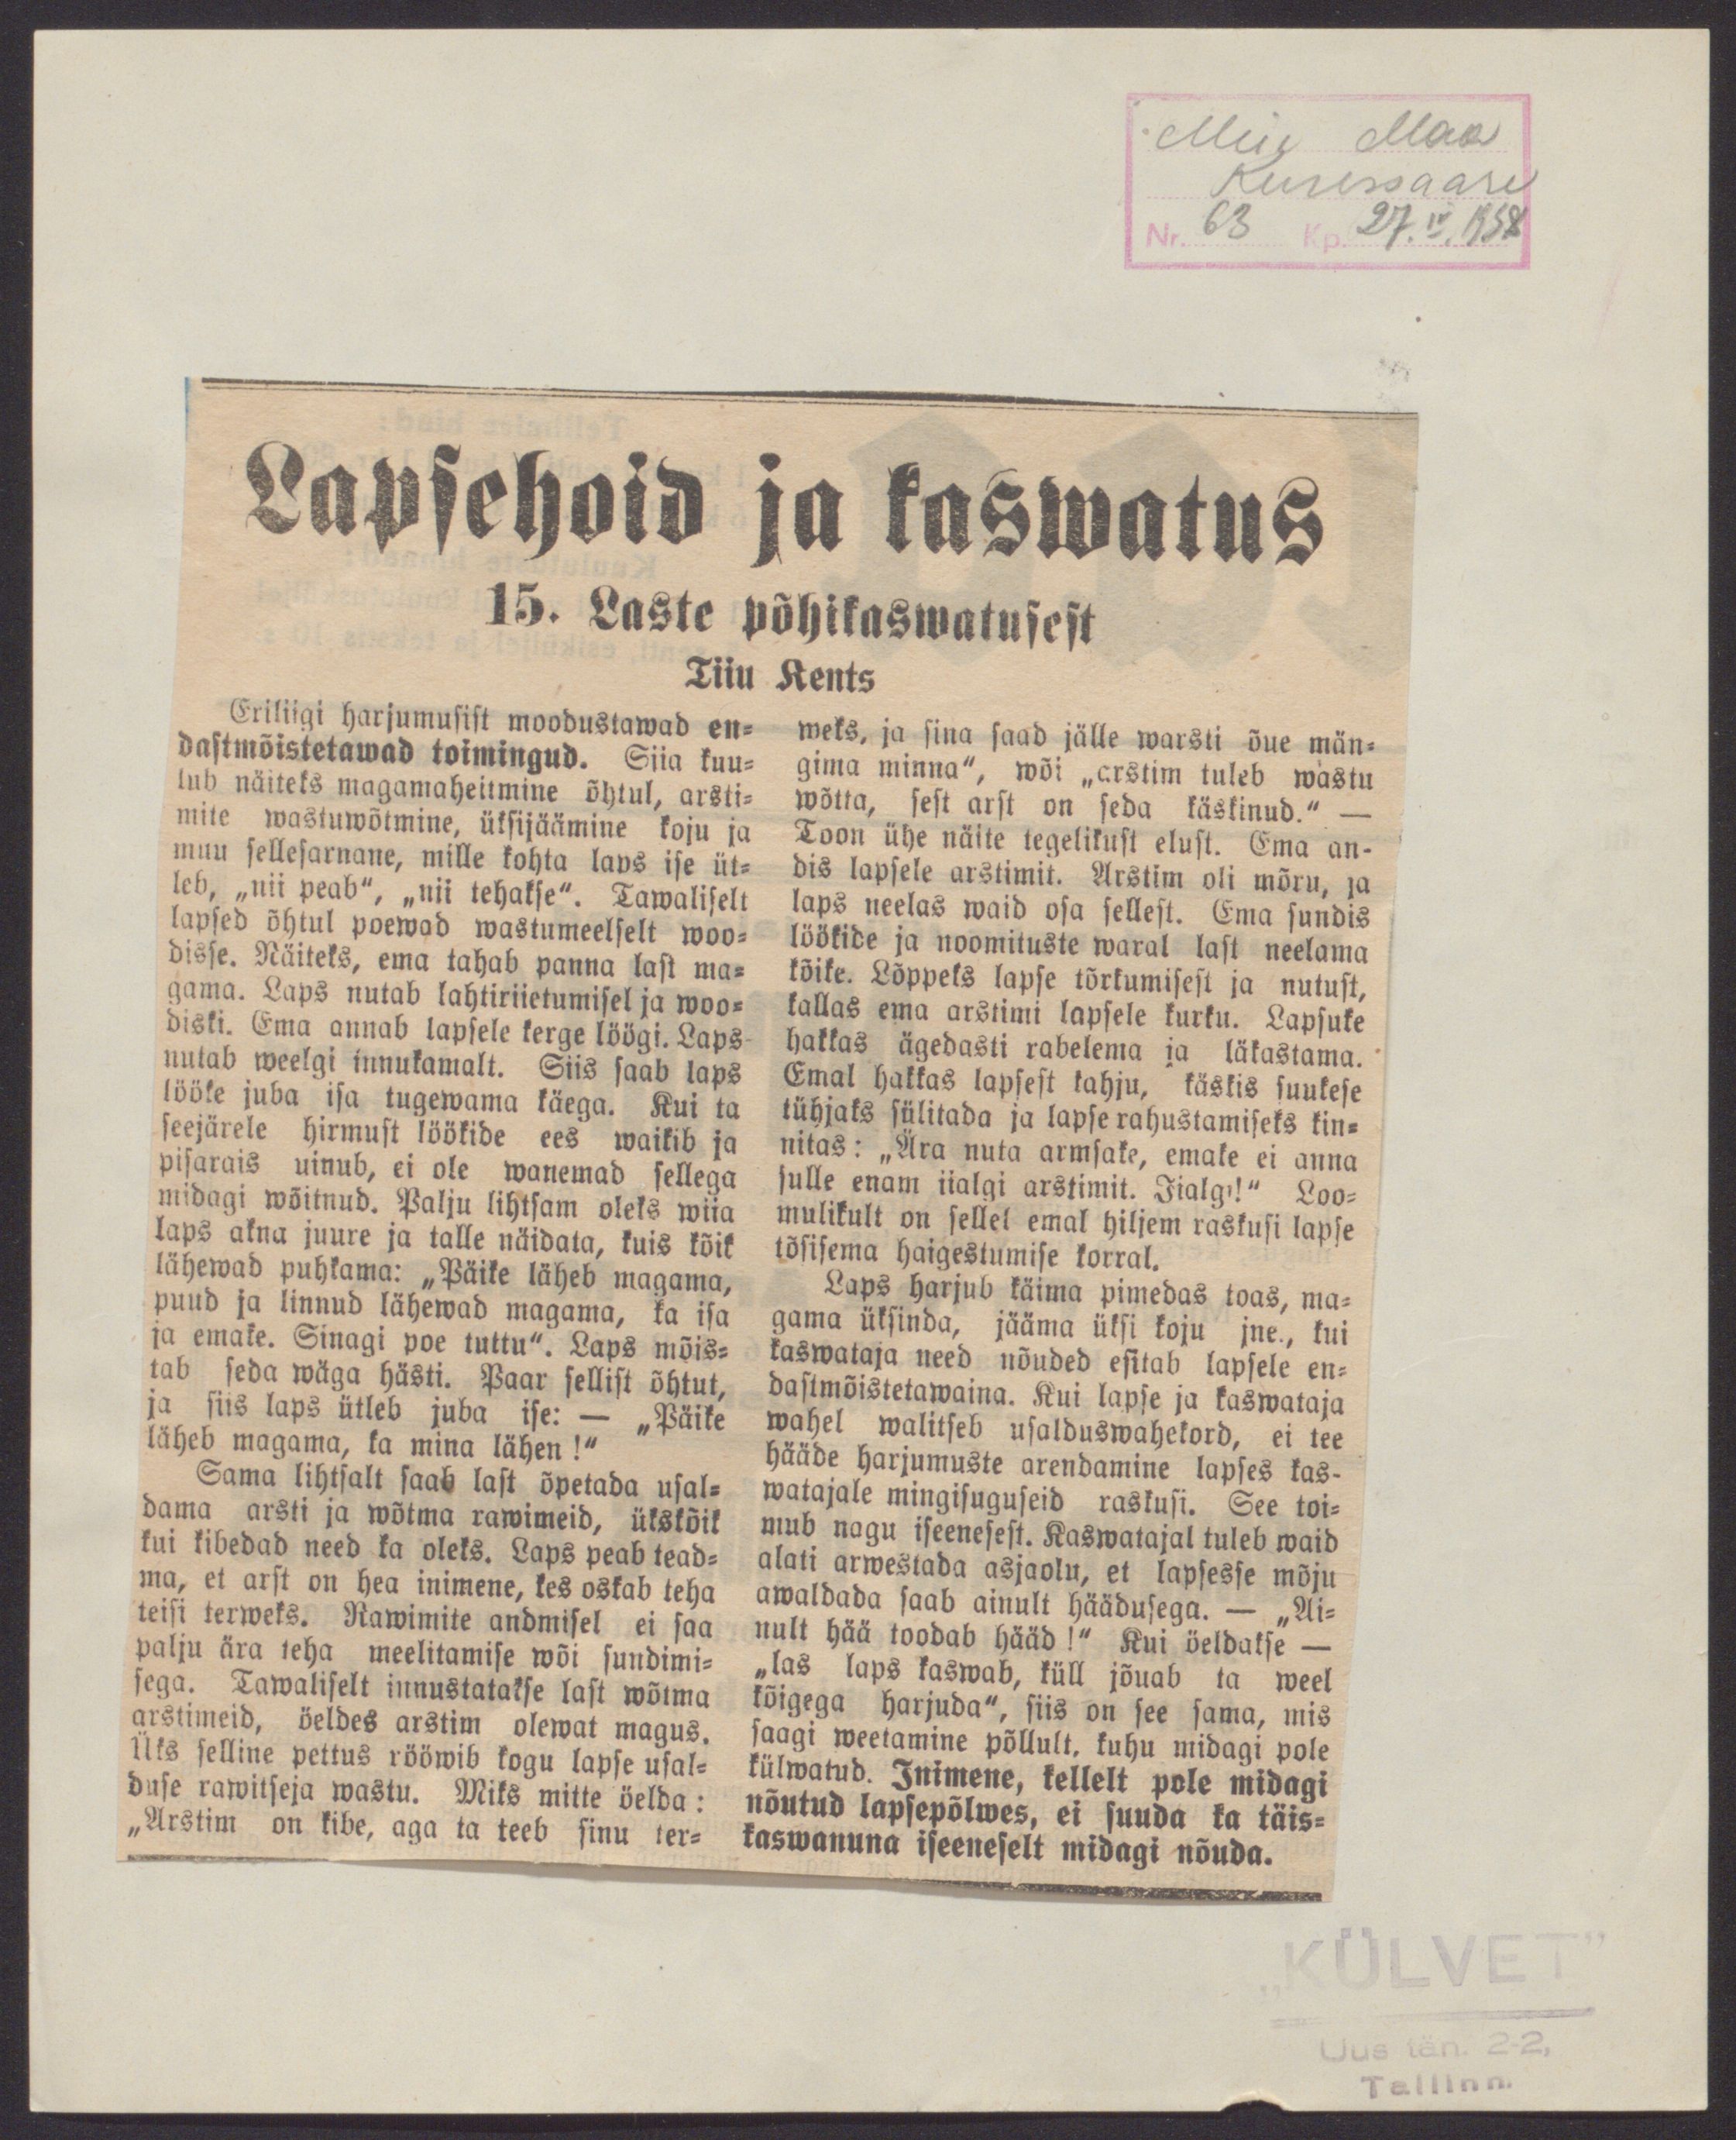 Meie Maa
Kuressaare
Nr. 63 Kp. 27.IV.1938
Lapsehoid ja kaswatus
15. Laste põhikaswatusest
Tiiu Kents
Eriliigi harjumusist moodustawad en-
dastmõistetawad toimingud. Siia kuu-
lub näiteks magamaheitmine õhtul, arsti-
mite wastuwõtmine, üksijäämine koju ja
muu sellesarnane, mille kohta laps ise üt-
leb, „nii peab“, „nii tehakse“. Tawaliselt
lapsed õhtul poewad wastumeelselt woo-
disse. Näiteks, ema tahab panna last ma-
gama. Laps nutab lahtiriietumisel ja woo-
diski. Ema annab lapsele kerge löögi. Laps
nutab weelgi innukamalt. Siis saab laps
lööke juba isa tugewama käega. Kui ta
seejärele hirmust löökide ees waikib ja
pisarais uinub, ei ole wanemad sellega
midagi wõitnud. Palju lihtsam oleks wiia
laps akna juure ja talle näidata, kuis kõik
lähewad puhkama: „Päike läheb magama,
puud ja linnud lähewad magama, ka isa
ja emake. Sinagi poe tuttu“. Laps mõis-
tab seda wäga hästi. Paar sellist õhtut,
ja siis laps ütleb juba ise: — „Päike
läheb magama, ka mina lähen!“
Sama lihtsalt saab last õpetada usal-
dama arsti ja wõtma rawimeid, ükskõik
kui kibedad need ka oleks. Laps peab tead-
ma, et arst on hea inimene, kes oskab teha
teisi terweks. Rawimite andmisel ei saa
palju ära teha meelitamise wõi sundimi-
sega. Tawaliselt innustatakse last wõtma
arstimeid, öeldes arstim olewat magus.
Üks selline pettus rööwib kogu lapse usal-
duse rawitseja wastu. Miks mitte öelda:
„Arstim on kibe, aga ta teeb sinu ter-
weks, ja sina saad jälle warsti õue män-
gima minna“, wõi „arstim tuleb wastu
wõtta, sest arst on seda käskinud.“ —
Toon ühe näite tegelikust elust. Ema an-
dis lapsele arstimit. Arstim oli mõru, ja
laps neelas waid osa sellest. Ema sundis
löökide ja noomituste waral last neelama
kõike. Lõppeks lapse tõrkumisest ja nutust,
kallas ema arstimi lapsele kurku. Lapsuke
hakkas ägedasti rabelema ja läkastama.
Emal hakkas lapsest kahju, käskis suukese
tühjaks sülitada ja lapse rahustamiseks kin-
nitas: „Ära nuta armsake, emake ei anna
sulle enam iialgi arstimit. Iialgi!“ Loo-
mulikult on sellel emal hiljem raskusi lapse
tõsisema haigestumise korral.
Laps harjub käima pimedas toas, ma-
gama üksinda, jääma üksi koju jne., kui
kaswataja need nõuded esitab lapsele en-
dastmõistetawaina. Kui lapse ja kaswataja
wahel walitseb usalduswahekord, ei tee
hääde harjumuste arendamine lapses kas-
watajale mingisuguseid raskusi. See toi-
mub nagu iseenesest. Kaswatajal tuleb waid
alati arwestada asjaolu, et lapsesse mõju
awaldada saab ainult häädusega. — „Ai-
nult hää toodab hääd!“ Kui öeldakse —
„las laps kaswab, küll jõuab ta weel
kõigega harjuda“, siis on see sama, mis
saagi weetamine põllult, kuhu midagi pole
külwatud. Inimene, kellelt pole midagi
nõutud lapsepõlwes, ei suuda ka täis-
kaswanuna iseeneselt midagi nõuda.
„KÜLVET”
Uus tän. 2-2,
Tallinn.